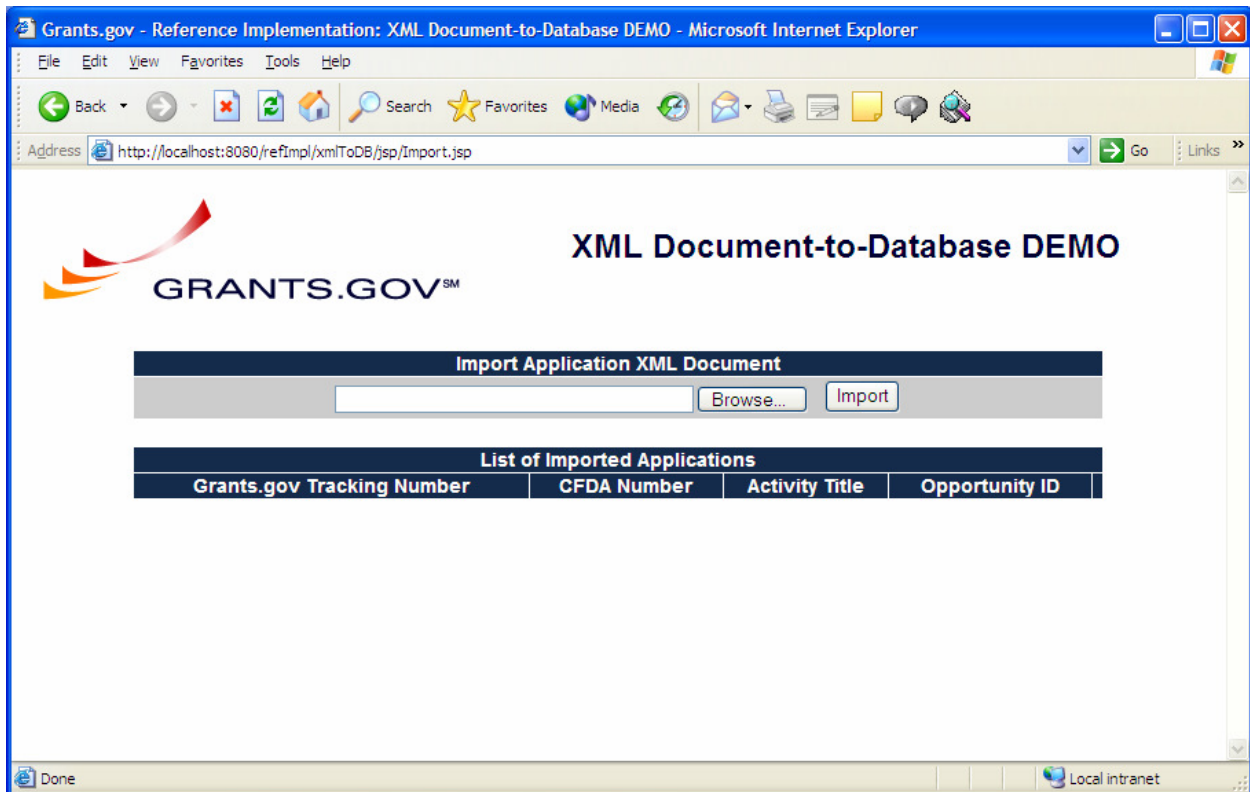 Grants.gov - Reference Implementation: XML Document-to-Database DEMO - Microsoft Internet Explorer
File Edit View Favorites Tools Help
Back Search Favorites Media
Address http://localhost:8080/refImpl/xmlToDB/jsp/Import.jsp Go Links »
XML Document-to-Database DEMO
GRANTS.GOV℠
Import Application XML Document
Browse... Import
List of Imported Applications
Grants.gov Tracking Number CFDA Number Activity Title Opportunity ID
Done Local intranet